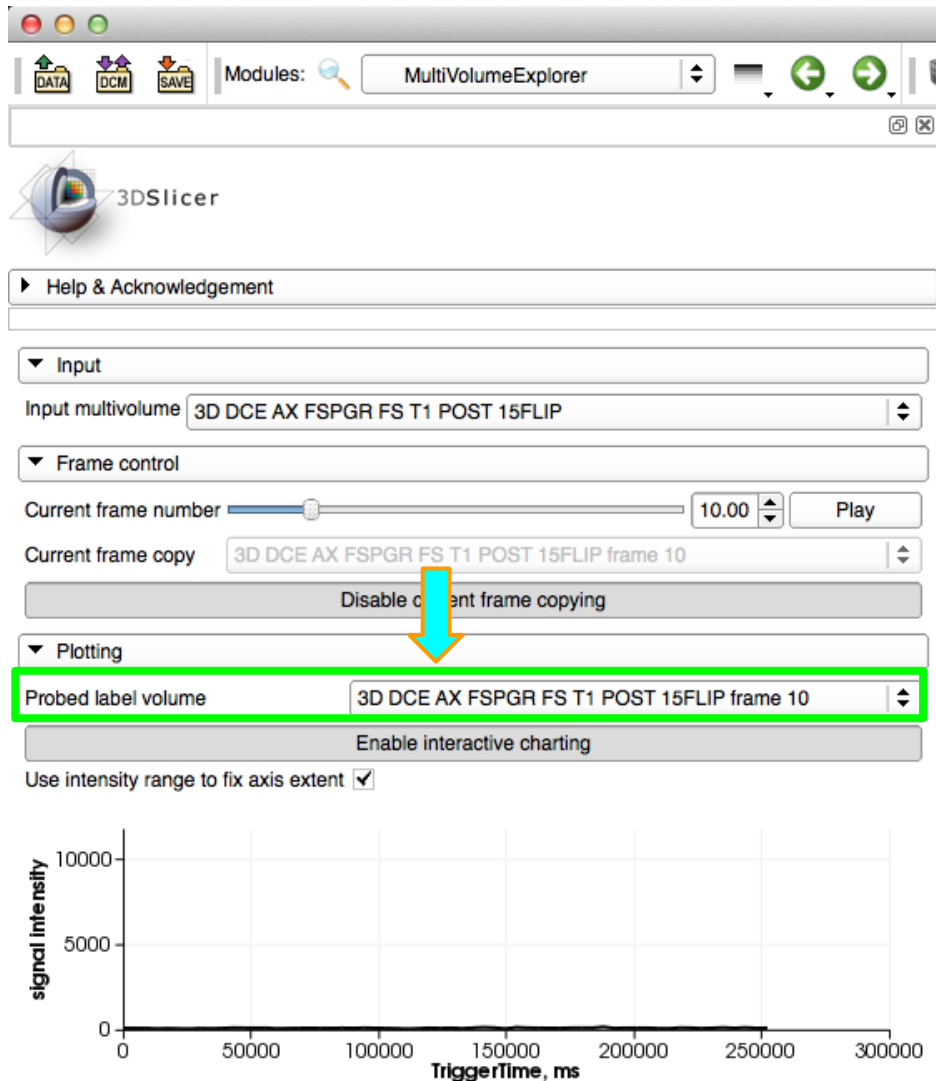 DATA DCM SAVE Modules: MultiVolumeExplorer
3DSlicer
Help & Acknowledgement
Input
Input multivolume 3D DCE AX FSPGR FS T1 POST 15FLIP
Frame control
Current frame number 10.00 Play
Current frame copy 3D DCE AX FSPGR FS T1 POST 15FLIP frame 10
Disable c ent frame copying
Plotting
Probed label volume 3D DCE AX FSPGR FS T1 POST 15FLIP frame 10
Enable interactive charting
Use intensity range to fix axis extent
signal intensity
10000
5000
0
0 50000 100000 150000 200000 250000 300000
TriggerTime, ms